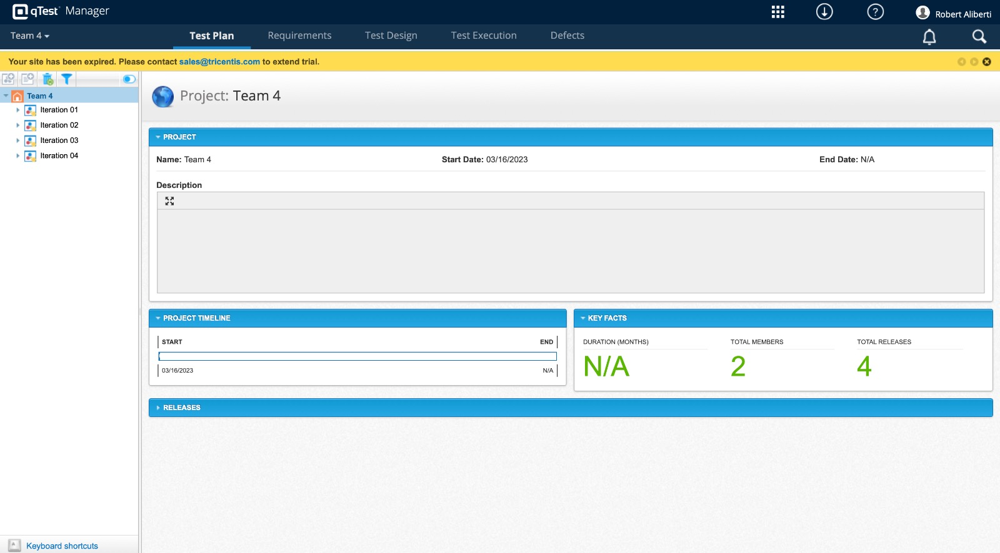 qTest Manager
Robert Aliberti
Team 4
Test Plan
Requirements
Test Design
Test Execution
Defects
Your site has been expired. Please contact sales@tricentis.com to extend trial.
Team 4
Iteration 01
Iteration 02
Iteration 03
Iteration 04
Keyboard shortcuts
Project: Team 4
PROJECT
Name: Team 4
Start Date: 03/16/2023
End Date: N/A
Description
PROJECT TIMELINE
START
END
03/16/2023
N/A
KEY FACTS
DURATION (MONTHS)
TOTAL MEMBERS
TOTAL RELEASES
N/A
2
4
RELEASES